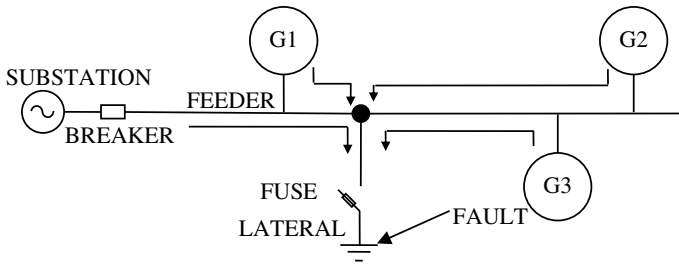 G1
G2
SUBSTATION
FEEDER
BREAKER
G3
FUSE
LATERAL
FAULT